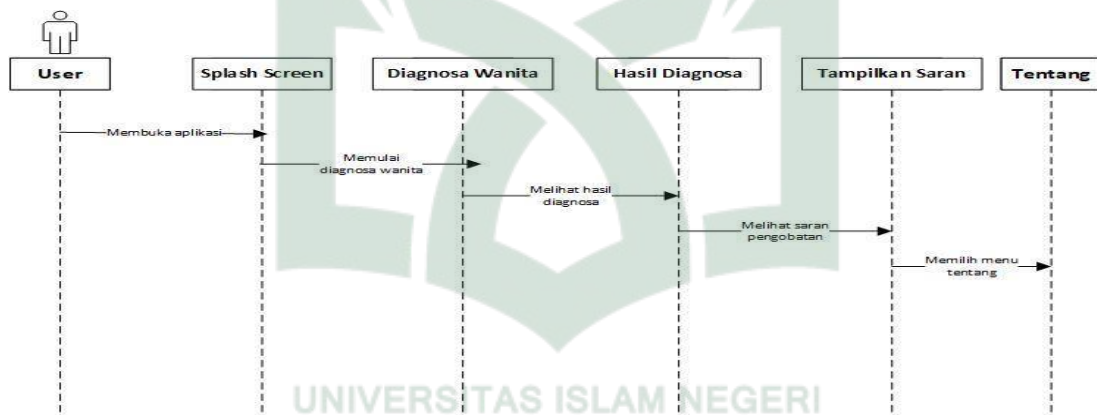 User
Splash Screen
Diagnosa Wanita
Hasil Diagnosa
Tampilkan Saran
Tentang
Membuka aplikasi
Memulai
diagnosa wanita
Melihat hasil
diagnosa
Melihat saran
pengobatan
Memilih menu
tentang
UNIVERSITAS ISLAM NEGERI